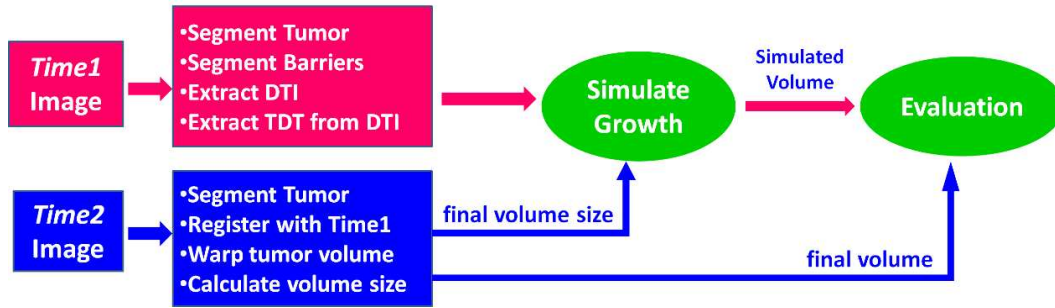 Time1
Image
•Segment Tumor
•Segment Barriers
•Extract DTI
•Extract TDT from DTI
Simulate
Growth
Simulated
Volume
Evaluation
Time2
Image
•Segment Tumor
•Register with Time1
•Warp tumor volume
•Calculate volume size
final volume size
final volume